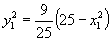 y₁² = 9/25 (25 − x₁²)